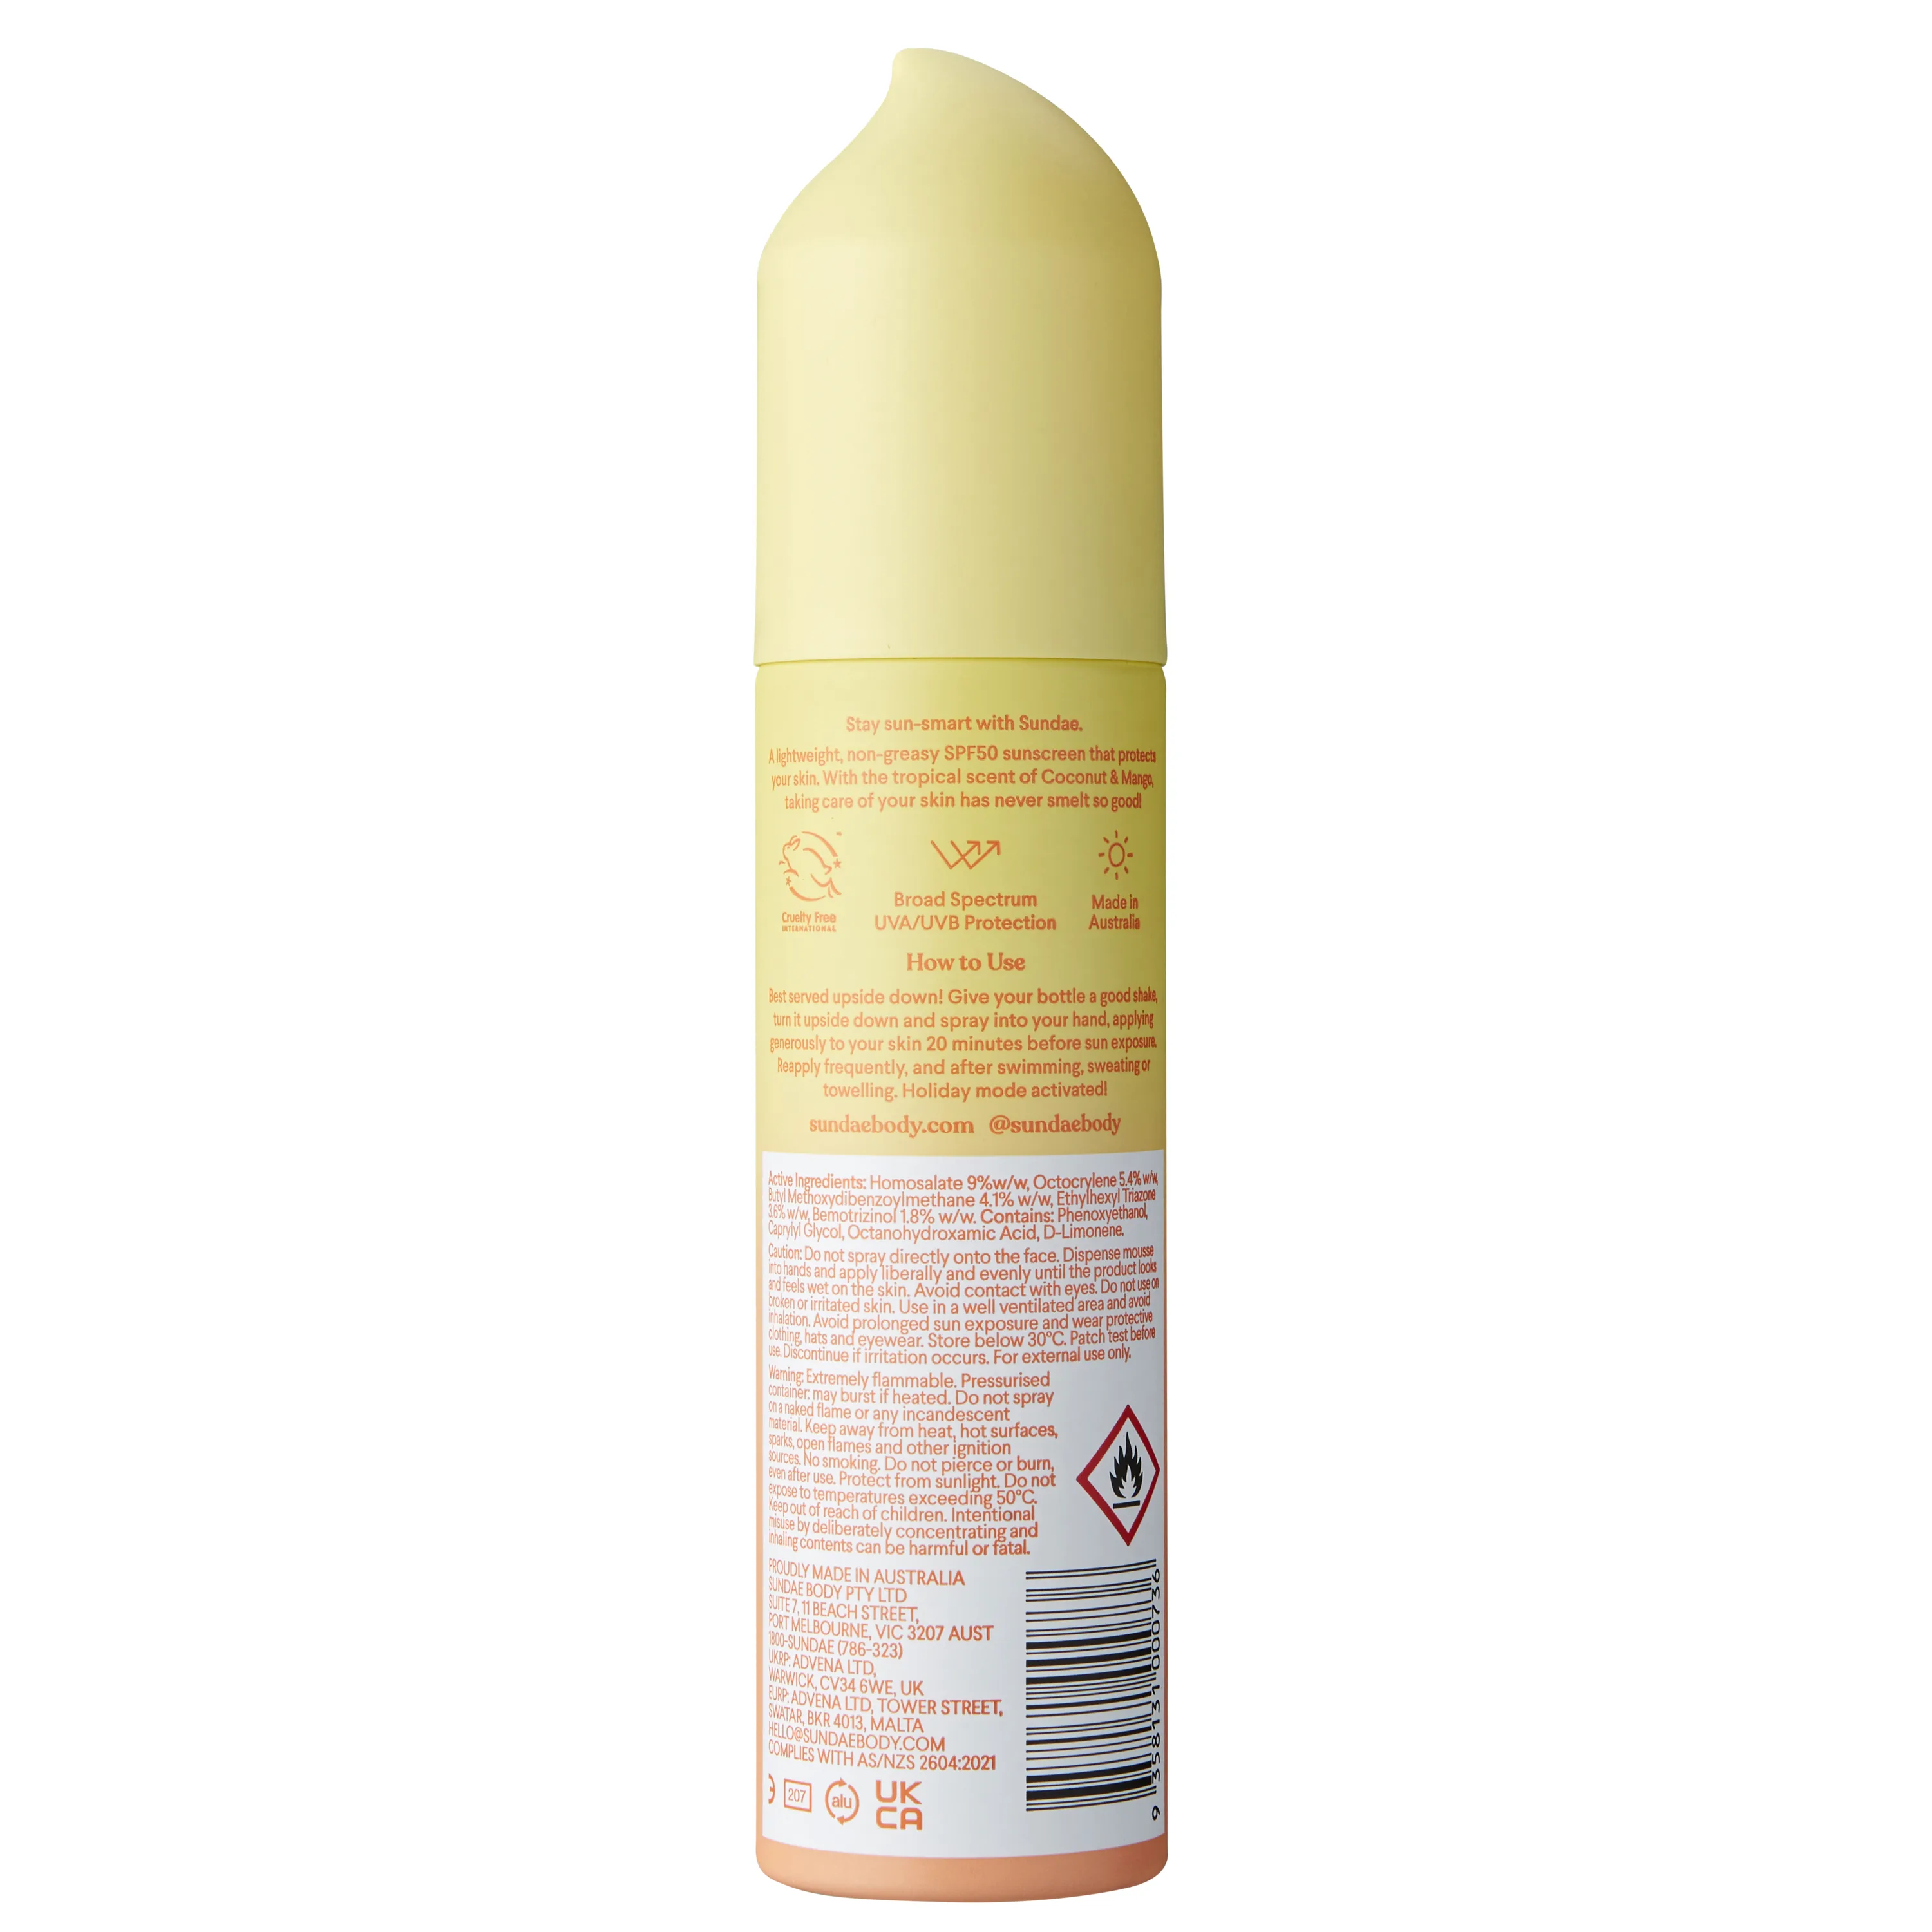 Stay sun-smart with Sundae.
A lightweight, non-greasy SPF50 sunscreen that protects
your skin. With the tropical scent of Coconut & Mango,
taking care of your skin has never smelt so good!
Cruelty Free
INTERNATIONAL
Broad Spectrum
UVA/UVB Protection
Made in
Australia
How to Use
Best served upside down! Give your bottle a good shake,
turn it upside down and spray into your hand, applying
generously to your skin 20 minutes before sun exposure.
Reapply frequently, and after swimming, sweating or
towelling. Holiday mode activated!
sundaebody.com @sundaebody
Active Ingredients: Homosalate 9%w/w, Octocrylene 5.4% w/w,
Butyl Methoxydibenzoylmethane 4.1% w/w, Ethylhexyl Triazone
3.6% w/w, Bemotrizinol 1.8% w/w. Contains: Phenoxyethanol,
Caprylyl Glycol, Octanohydroxamic Acid, D-Limonene.
Caution: Do not spray directly onto the face. Dispense mousse
into hands and apply liberally and evenly until the product looks
and feels wet on the skin. Avoid contact with eyes. Do not use on
broken or irritated skin. Use in a well ventilated area and avoid
inhalation. Avoid prolonged sun exposure and wear protective
clothing, hats and eyewear. Store below 30°C. Patch test before
use. Discontinue if irritation occurs. For external use only.
Warning: Extremely flammable. Pressurised
container: may burst if heated. Do not spray
on a naked flame or any incandescent
material. Keep away from heat, hot surfaces,
sparks, open flames and other ignition
sources. No smoking. Do not pierce or burn,
even after use. Protect from sunlight. Do not
expose to temperatures exceeding 50°C.
Keep out of reach of children. Intentional
misuse by deliberately concentrating and
inhaling contents can be harmful or fatal.
PROUDLY MADE IN AUSTRALIA
SUNDAE BODY PTY LTD
SUITE 7, 11 BEACH STREET,
PORT MELBOURNE, VIC 3207 AUST
1800-SUNDAE (786-323)
UKRP: ADVENA LTD,
WARWICK, CV34 6WE, UK
EURP: ADVENA LTD, TOWER STREET,
SWATAR, BKR 4013, MALTA
HELLO@SUNDAEBODY.COM
COMPLIES WITH AS/NZS 2604:2021
207
alu
UK
CA
9 358131 000736